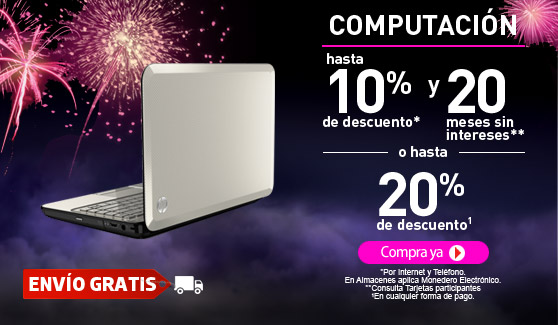 COMPUTACIÓN
hasta
10% y 20
de descuento* meses sin
intereses**
o hasta
20%
de descuento¹
Compra ya
*Por Internet y Teléfono.
En Almacenes aplica Monedero Electrónico.
**Consulta Tarjetas participantes
¹En cualquier forma de pago.
ENVÍO GRATIS
hp